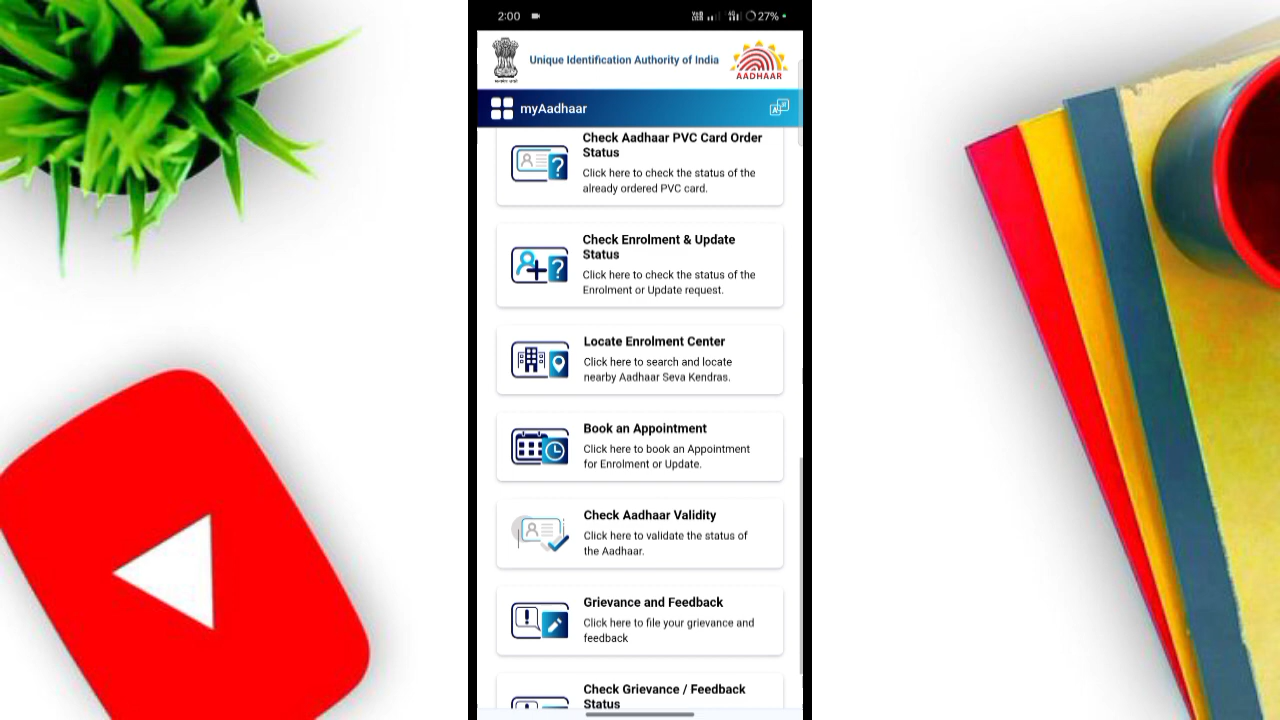 2:00
27%
Unique Identification Authority of India
AADHAAR
myAadhaar
Check Aadhaar PVC Card Order
Status
Click here to check the status of the
already ordered PVC card.
Check Enrolment & Update
Status
Click here to check the status of the
Enrolment or Update request.
Locate Enrolment Center
Click here to search and locate
nearby Aadhaar Seva Kendras.
Book an Appointment
Click here to book an Appointment
for Enrolment or Update.
Check Aadhaar Validity
Click here to validate the status of
the Aadhaar.
Grievance and Feedback
Click here to file your grievance and
feedback
Check Grievance / Feedback
Status